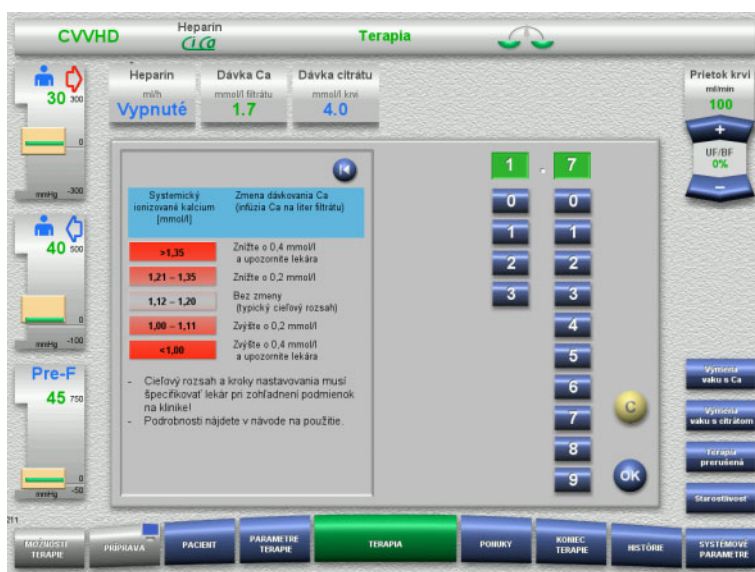 CVVHD
Heparin
CiCa
Terapia
30 300
0
mmHg -300
40 500
0
mmHg -100
Pre-F
45 750
0
mmHg -50
Heparin
ml/h
Vypnuté
Dávka Ca
mmol/l filtrátu
1.7
Dávka citrátu
mmol/l krvi
4.0
Prietok krvi
ml/min
100
+
UF/BF
0%
−
Systemický
ionizované kalcium
[mmol/l]
Zmena dávkovania Ca
(infúzia Ca na liter filtrátu)
>1,35
Znížte o 0,4 mmol/l
a upozornite lekára
1,21 – 1,35
Znížte o 0,2 mmol/l
1,12 – 1,20
Bez zmeny
(typický cieľový rozsah)
1,00 – 1,11
Zvýšte o 0,2 mmol/l
<1,00
Zvýšte o 0,4 mmol/l
a upozornite lekára
- Cieľový rozsah a kroky nastavovania musí
špecifikovať lekár pri zohľadnení podmienok
na klinike!
- Podrobnosti nájdete v návode na použitie.
1 . 7
0 0
1 1
2 2
3 3
4
5
6
7
8
9
C
OK
Výmena
vaku s Ca
Výmena
vaku s citrátom
Terapia
prerušená
Starostlivosť
211
MOŽNOSTI
TERAPIE
PRÍPRAVA
PACIENT
PARAMETRE
TERAPIE
TERAPIA
PONUKY
KONIEC
TERAPIE
HISTÓRIE
SYSTÉMOVÉ
PARAMETRE